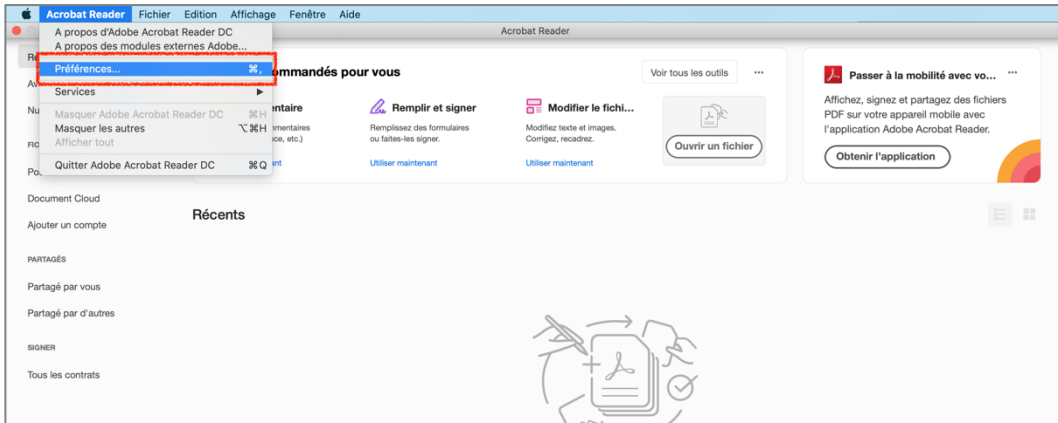 Acrobat Reader Fichier Edition Affichage Fenêtre Aide
Acrobat Reader
A propos d'Adobe Acrobat Reader DC
A propos des modules externes Adobe...
Préférences... ⌘,
Services
Masquer Adobe Acrobat Reader DC ⌘H
Masquer les autres ⌥⌘H
Afficher tout
Quitter Adobe Acrobat Reader DC ⌘Q
pour vous
Voir tous les outils
Remplir et signer
Remplissez des formulaires
ou faites-les signer.
Utiliser maintenant
Modifier le fichi...
Modifiez texte et images.
Corrigez, recadrez.
Utiliser maintenant
Ouvrir un fichier
Passer à la mobilité avec vo...
Affichez, signez et partagez des fichiers
PDF sur votre appareil mobile avec
l'application Adobe Acrobat Reader.
Obtenir l'application
Document Cloud
Ajouter un compte
PARTAGÉS
Partagé par vous
Partagé par d'autres
SIGNER
Tous les contrats
Récents